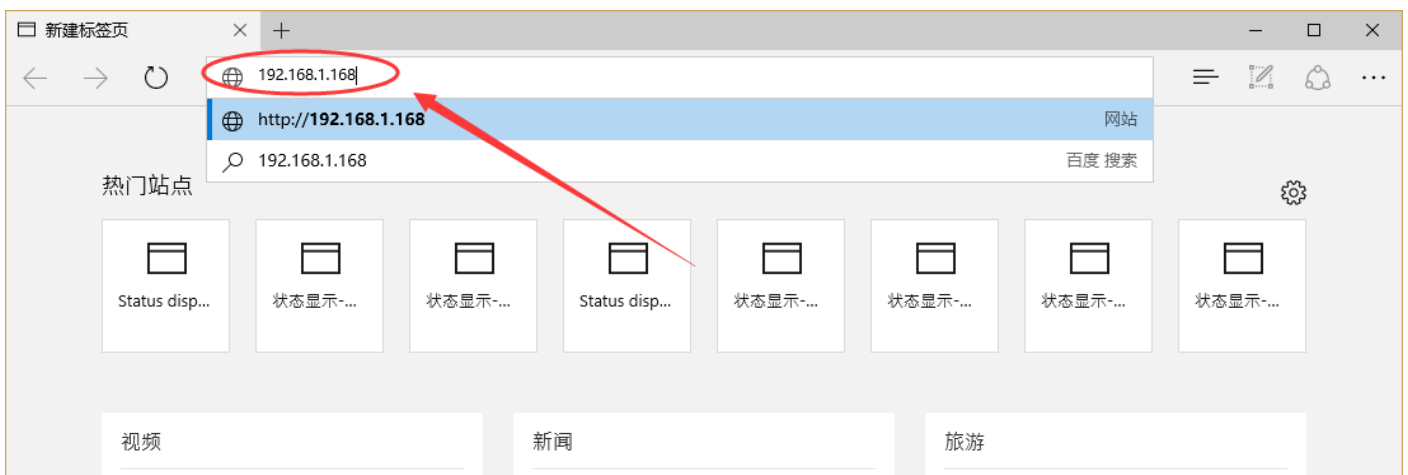 新建标签页
192.168.1.168
http://192.168.1.168 网站
192.168.1.168 百度 搜索
热门站点
Status disp... 状态显示-... 状态显示-... Status disp... 状态显示-... 状态显示-... 状态显示-... 状态显示-...
视频 新闻 旅游